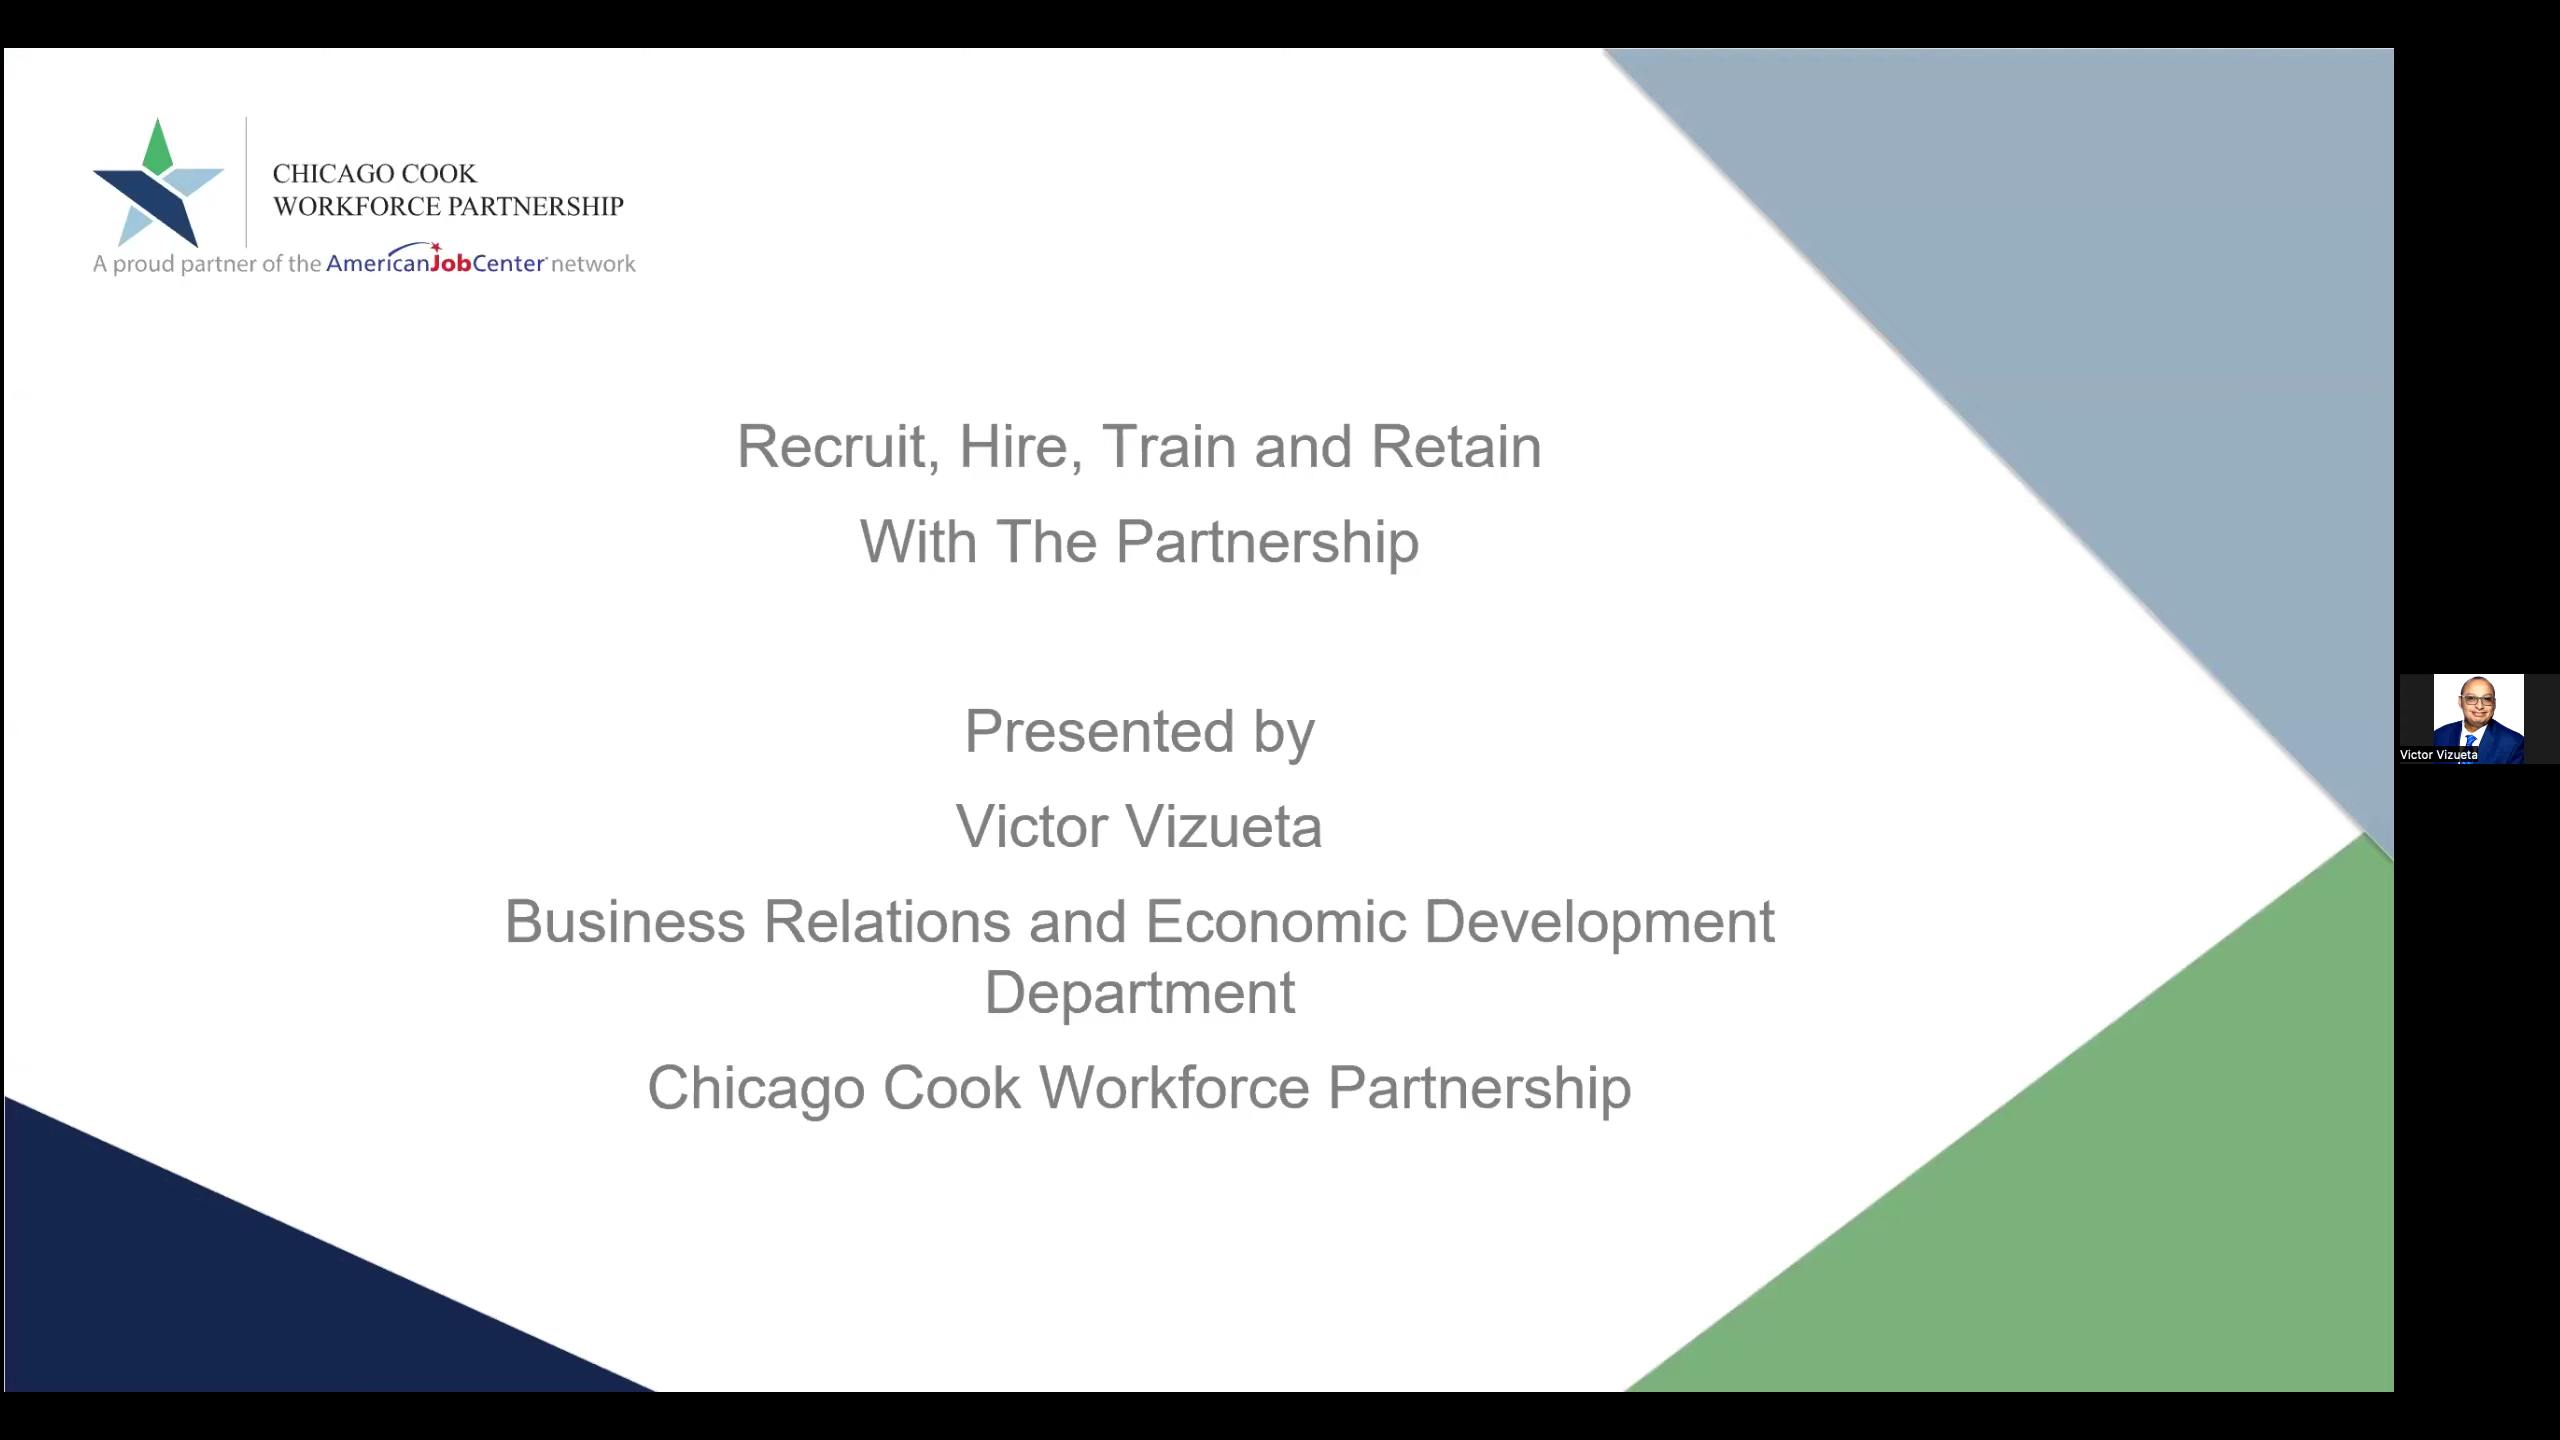 CHICAGO COOK
WORKFORCE PARTNERSHIP
A proud partner of the AmericanJobCenter network
Recruit, Hire, Train and Retain
With The Partnership
Presented by
Victor Vizueta
Business Relations and Economic Development
Department
Chicago Cook Workforce Partnership
Victor Vizueta